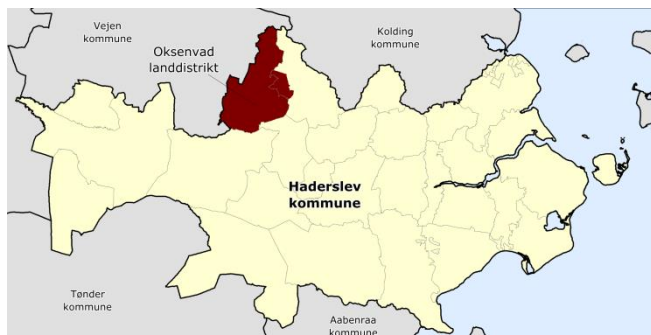 Vejen
kommune
Kolding
kommune
Oksenvad
landdistrikt
Haderslev
kommune
Tønder
kommune
Aabenraa
kommune